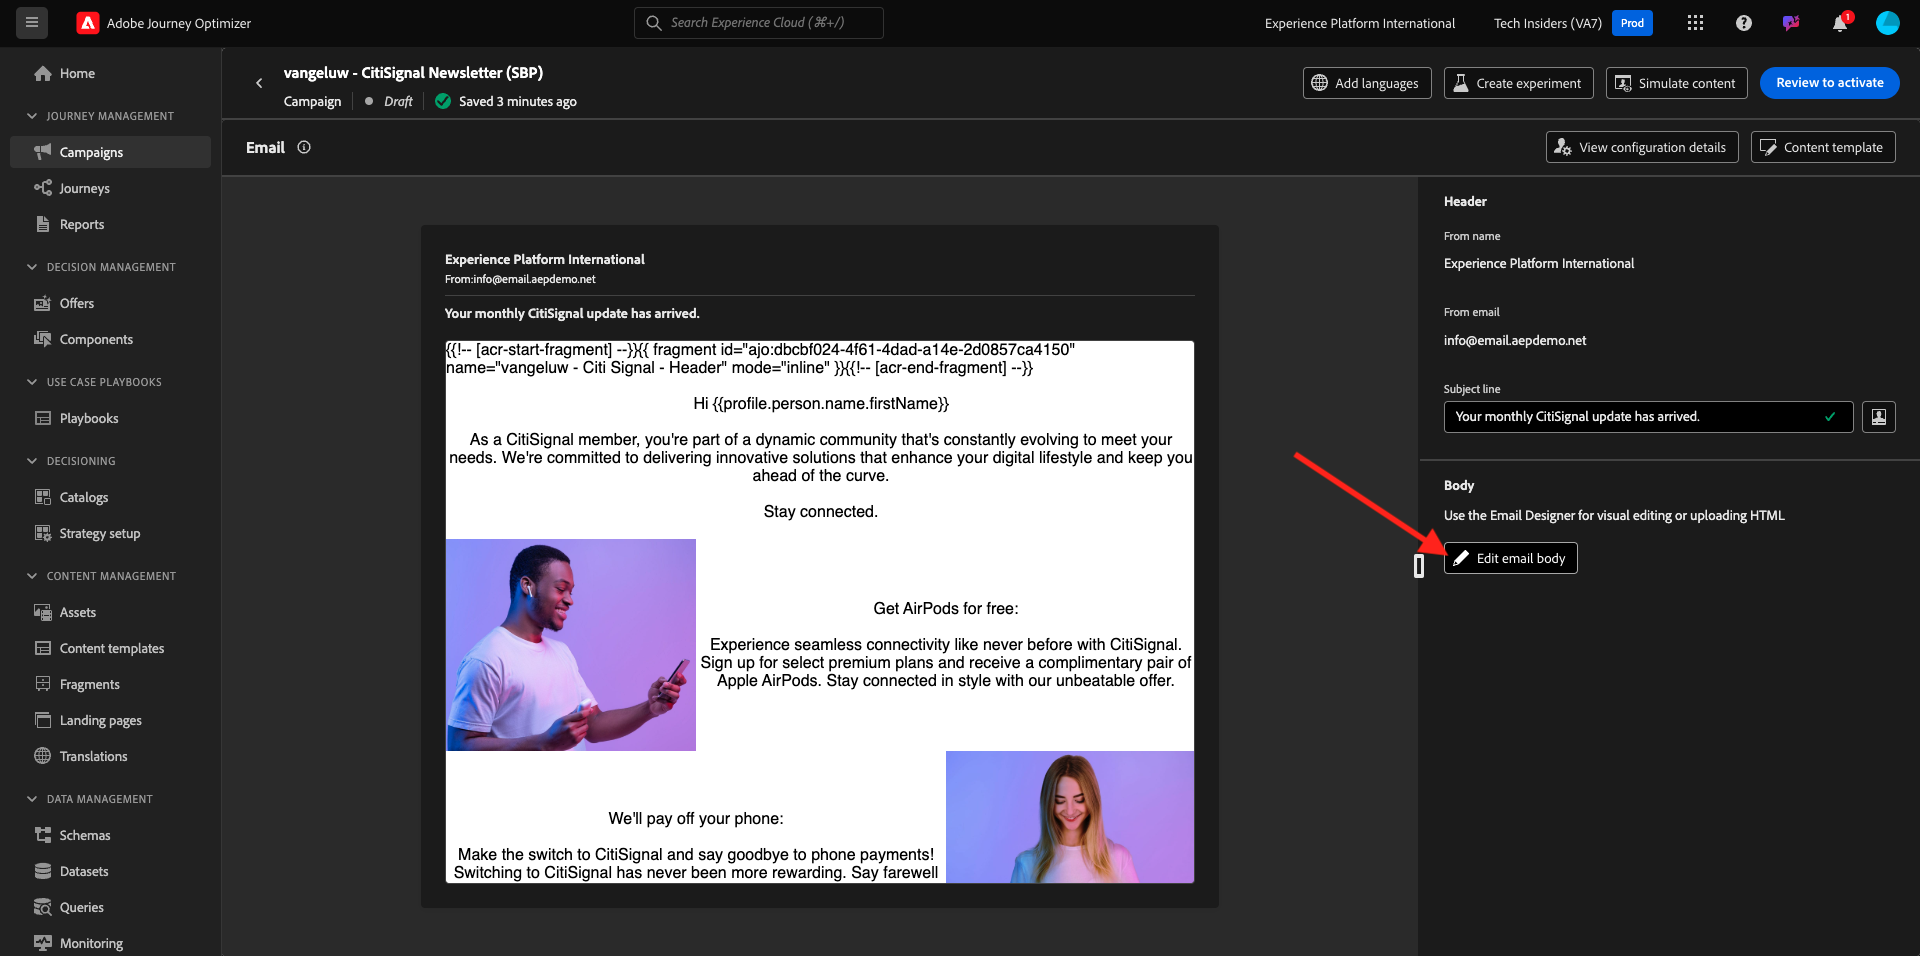 Adobe Journey Optimizer
Search Experience Cloud (⌘+/)
Experience Platform International
Tech Insiders (VA7)
Prod
1
Home
JOURNEY MANAGEMENT
Campaigns
Journeys
Reports
DECISION MANAGEMENT
Offers
Components
USE CASE PLAYBOOKS
Playbooks
DECISIONING
Catalogs
Strategy setup
CONTENT MANAGEMENT
Assets
Content templates
Fragments
Landing pages
Translations
DATA MANAGEMENT
Schemas
Datasets
Queries
Monitoring
vangeluw - CitiSignal Newsletter (SBP)
Campaign
Draft
Saved 3 minutes ago
Add languages
Create experiment
Simulate content
Review to activate
Email
View configuration details
Content template
Experience Platform International
From:info@email.aepdemo.net
Your monthly CitiSignal update has arrived.
{{!-- [acr-start-fragment] --}}{{ fragment id="ajo:dbcbf024-4f61-4dad-a14e-2d0857ca4150"
name="vangeluw - Citi Signal - Header" mode="inline" }}{{!-- [acr-end-fragment] --}}
Hi {{profile.person.name.firstName}}
As a CitiSignal member, you're part of a dynamic community that's constantly evolving to meet your
needs. We're committed to delivering innovative solutions that enhance your digital lifestyle and keep you
ahead of the curve.
Stay connected.
Get AirPods for free:
Experience seamless connectivity like never before with CitiSignal.
Sign up for select premium plans and receive a complimentary pair of
Apple AirPods. Stay connected in style with our unbeatable offer.
We'll pay off your phone:
Make the switch to CitiSignal and say goodbye to phone payments!
Switching to CitiSignal has never been more rewarding. Say farewell
Header
From name
Experience Platform International
From email
info@email.aepdemo.net
Subject line
Your monthly CitiSignal update has arrived.
Body
Use the Email Designer for visual editing or uploading HTML
Edit email body